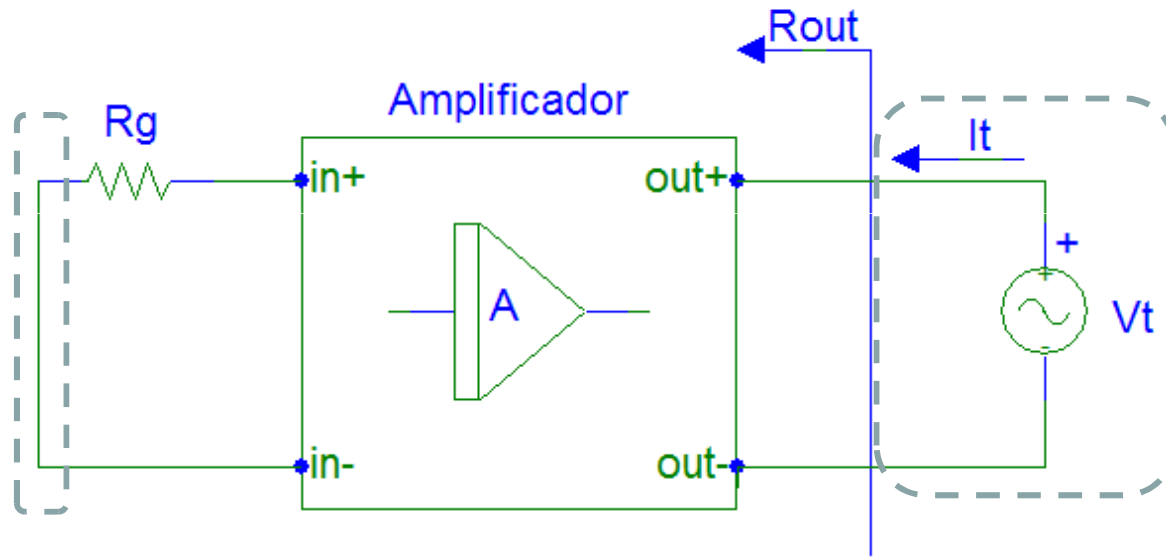 Rout
Amplificador
Rg
It
in+
out+
+
+
A
Vt
-
in-
out-